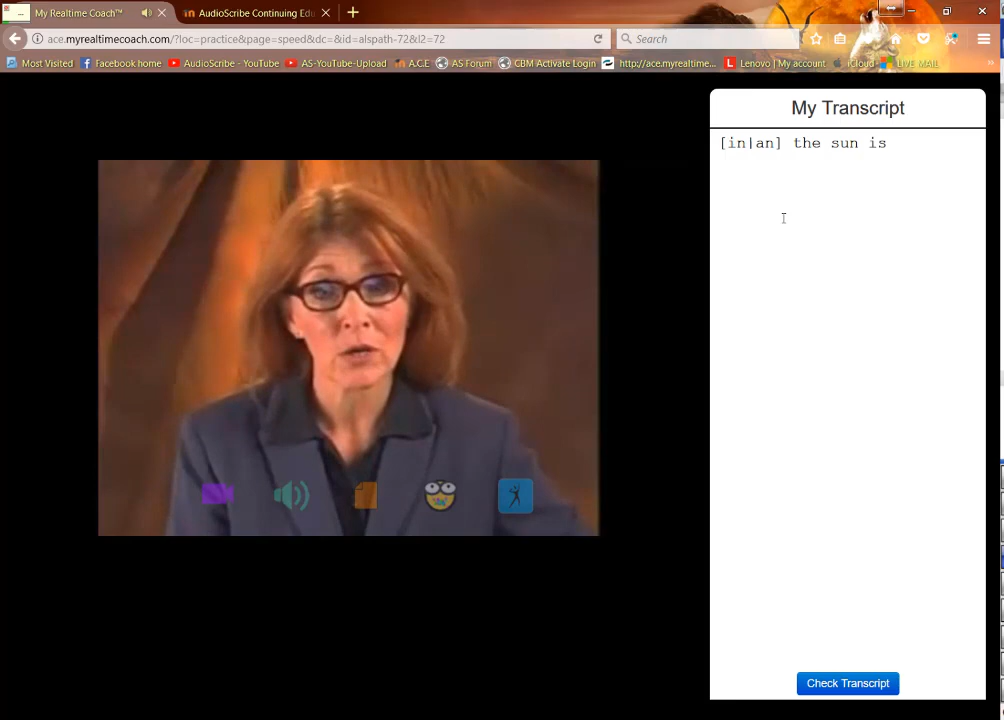 My Realtime Coach™
AudioScribe Continuing Edu
ace.myrealtimecoach.com/?loc=practice&page=speed&dc=&id=alspath-72&l2=72
Search
Most Visited
Facebook home
AudioScribe - YouTube
AS-YouTube-Upload
A.C.E
AS Forum
CBM Activate Login
http://ace.myrealtime...
Lenovo | My account
iCloud
LIVE MAIL
My Transcript
[in|an] the sun is
Check Transcript